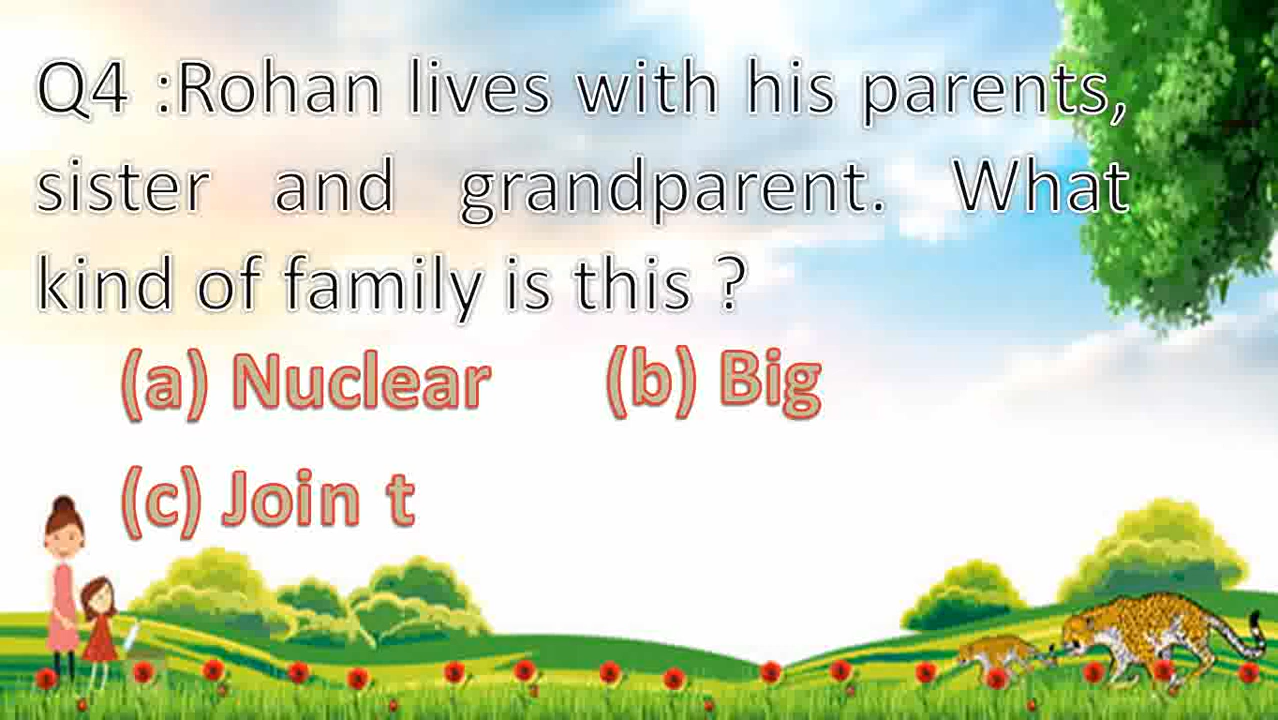 Q4 :Rohan lives with his parents,
sister and grandparent. What
kind of family is this ?
(a) Nuclear (b) Big
(c) Join t